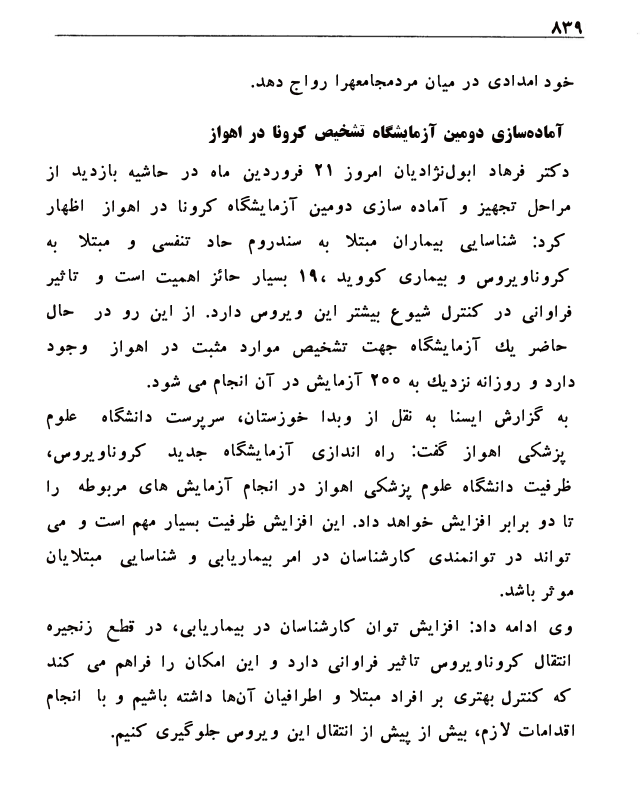 ۸۳۹
خود امدادی در میان مردمجامعهرا رواج دهد.
آماده‌سازی دومین آزمایشگاه تشخیص کرونا در اهواز
دکتر فرهاد ابول‌نژادیان امروز ۲۱ فروردین ماه در حاشیه بازدید از
مراحل تجهیز و آماده سازی دومین آزمایشگاه کرونا در اهواز اظهار
کرد: شناسایی بیماران مبتلا به سندروم حاد تنفسی و مبتلا به
کروناویروس و بیماری کووید ،۱۹ بسیار حائز اهمیت است و تاثیر
فراوانی در کنترل شیوع بیشتر این ویروس دارد. از این رو در حال
حاضر یك آزمایشگاه جهت تشخیص موارد مثبت در اهواز وجود
دارد و روزانه نزدیك به ۲۰۰ آزمایش در آن انجام می شود.
به گزارش ایسنا به نقل از وبدا خوزستان، سرپرست دانشگاه علوم
پزشکی اهواز گفت: راه اندازی آزمایشگاه جدید کروناویروس،
ظرفیت دانشگاه علوم پزشکی اهواز در انجام آزمایش های مربوطه را
تا دو برابر افزایش خواهد داد. این افزایش ظرفیت بسیار مهم است و می
تواند در توانمندی کارشناسان در امر بیماریابی و شناسایی مبتلایان
موثر باشد.
وی ادامه داد: افزایش توان کارشناسان در بیماریابی، در قطع زنجیره
انتقال کروناویروس تاثیر فراوانی دارد و این امکان را فراهم می کند
که کنترل بهتری بر افراد مبتلا و اطرافیان آن‌ها داشته باشیم و با انجام
اقدامات لازم، بیش از پیش از انتقال این ویروس جلوگیری کنیم.